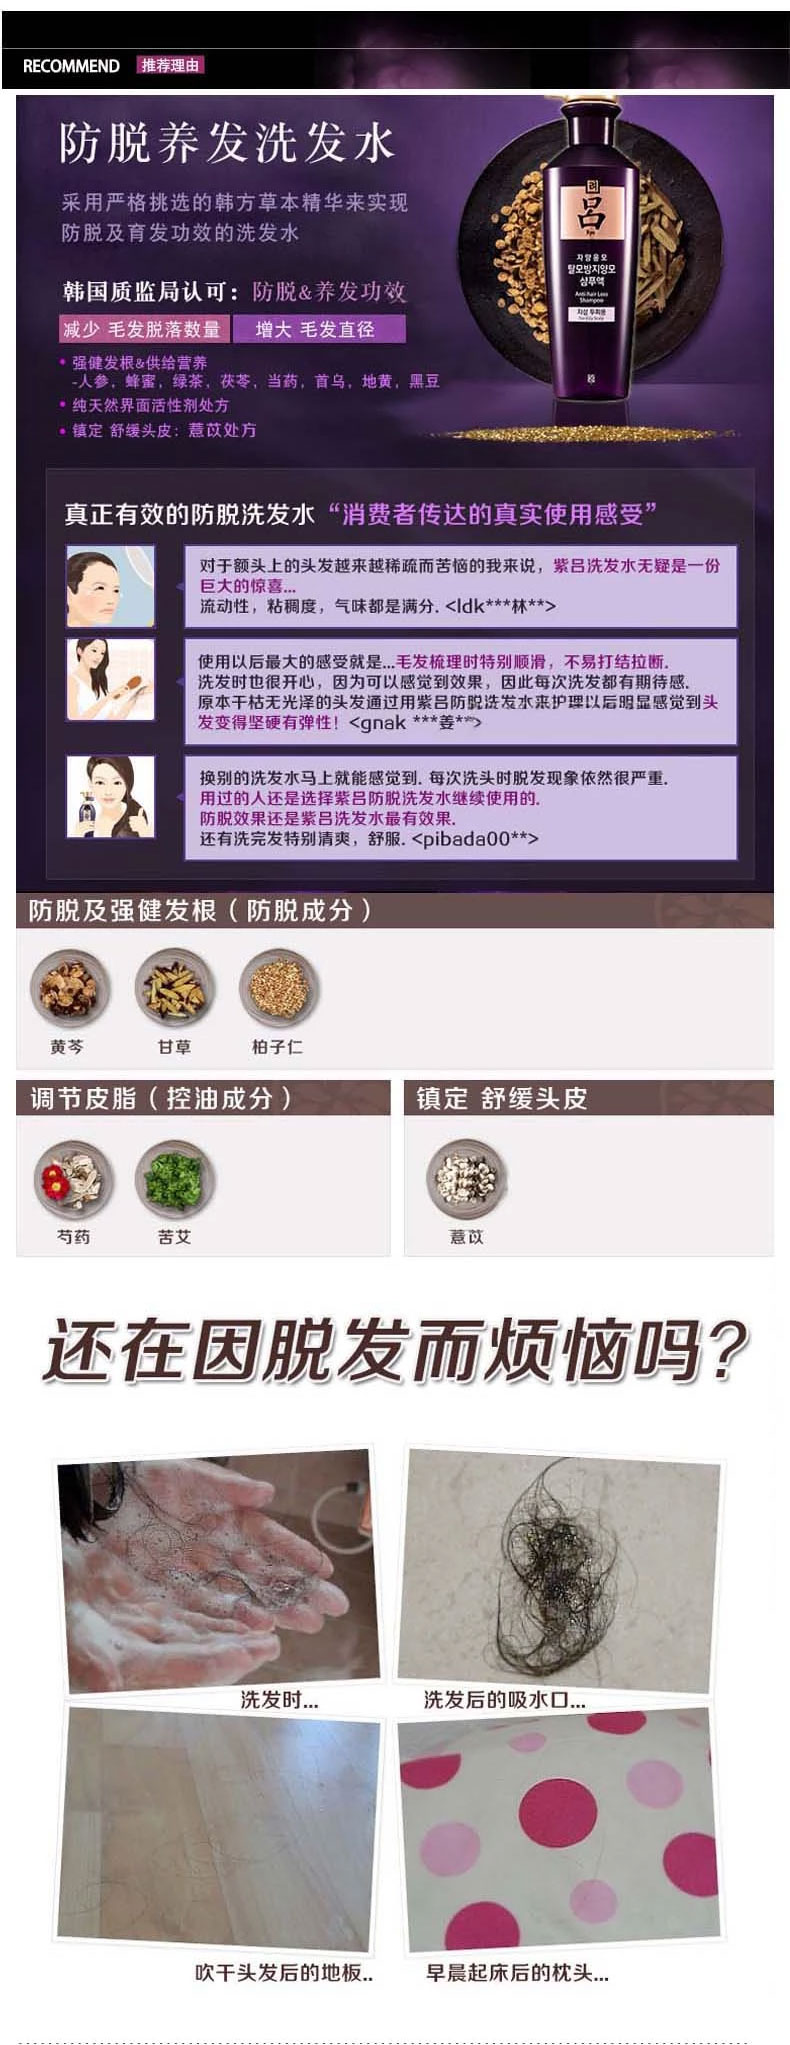 RECOMMEND 推荐理由
防脱养发洗发水
采用严格挑选的韩方草本精华来实现
防脱及育发功效的洗发水
韩国质监局认可：防脱&养发功效
减少 毛发脱落数量 增大 毛发直径
• 强健发根&供给营养
-人参，蜂蜜，绿茶，茯苓，当药，首乌，地黄，黑豆
• 纯天然界面活性剂处方
• 镇定 舒缓头皮：薏苡处方
려
呂
Ryo
자양윤모
탈모방지양모
샴푸액
Anti-hair Loss
Shampoo
지성 두피용
For Oily Scalp
真正有效的防脱洗发水“消费者传达的真实使用感受”
对于额头上的头发越来越稀疏而苦恼的我来说，紫吕洗发水无疑是一份
巨大的惊喜...
流动性，粘稠度，气味都是满分. <ldk***林**>
使用以后最大的感受就是...毛发梳理时特别顺滑，不易打结拉断.
洗发时也很开心，因为可以感觉到效果，因此每次洗发都有期待感.
原本干枯无光泽的头发通过用紫吕防脱洗发水来护理以后明显感觉到头
发变得坚硬有弹性！<gnak ***姜**>
换别的洗发水马上就能感觉到. 每次洗头时脱发现象依然很严重.
用过的人还是选择紫吕防脱洗发水继续使用的.
防脱效果还是紫吕洗发水最有效果.
还有洗完发特别清爽，舒服. <pibada00**>
防脱及强健发根（防脱成分）
黄芩 甘草 柏子仁
调节皮脂（控油成分） 镇定 舒缓头皮
芍药 苦艾 薏苡
还在因脱发而烦恼吗？
洗发时... 洗发后的吸水口...
吹干头发后的地板.. 早晨起床后的枕头...